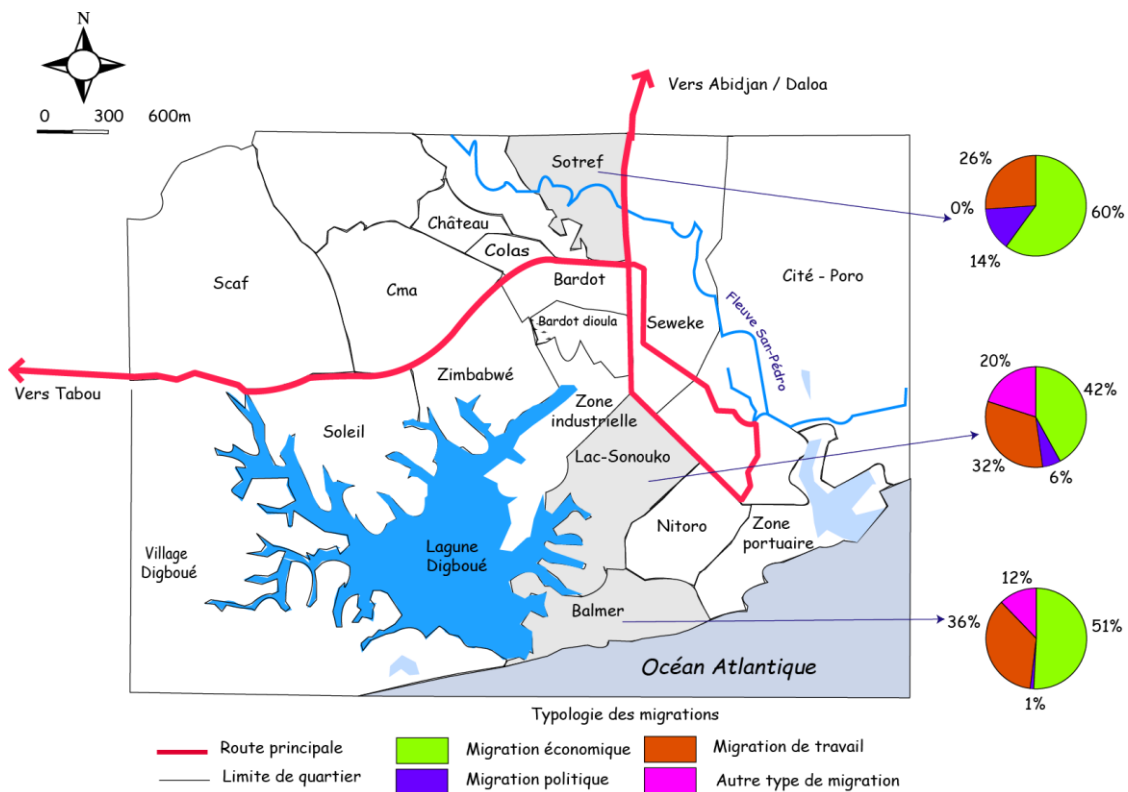 N
0 300 600m
Vers Abidjan / Daloa
Sotref
26%
0%
60%
14%
Château
Colas
Scaf
Cma
Bardot
Cité - Poro
Bardot dioula
Seweke
Fleuve San-Pédro
Vers Tabou
Zimbabwé
Zone
industrielle
20%
42%
32%
6%
Soleil
Lac-Sonouko
Nitoro
Zone
portuaire
Village
Digboué
Lagune
Digboué
Balmer
12%
36%
51%
1%
Océan Atlantique
Typologie des migrations
Route principale
Migration économique
Migration de travail
Limite de quartier
Migration politique
Autre type de migration